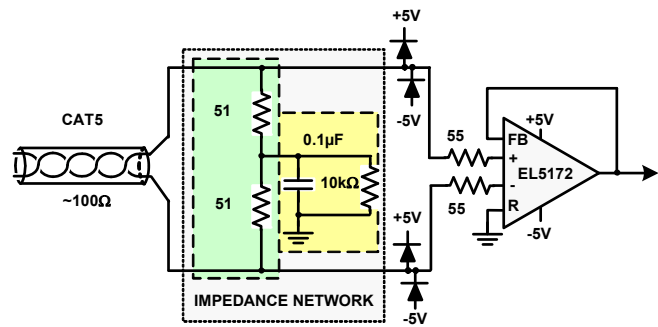 +5V
-5V
CAT5
~100Ω
51
51
0.1µF
10kΩ
55
55
+5V
FB
+
-
R
EL5172
-5V
+5V
-5V
IMPEDANCE NETWORK